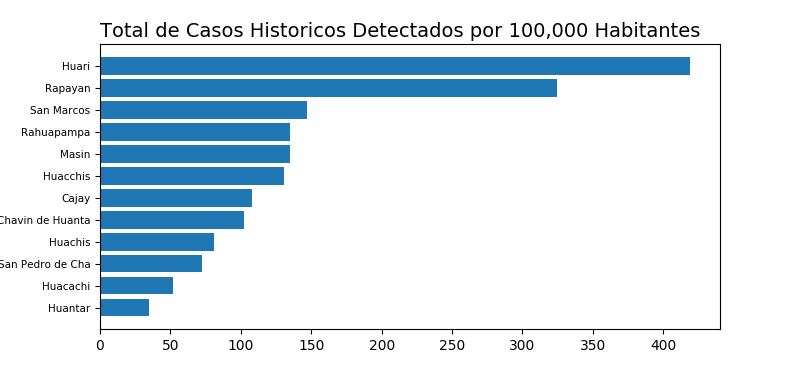 Total de Casos Historicos Detectados por 100,000 Habitantes
Huari
Rapayan
San Marcos
Rahuapampa
Masin
Huacchis
Cajay
Chavin de Huanta
Huachis
San Pedro de Cha
Huacachi
Huantar
0 50 100 150 200 250 300 350 400